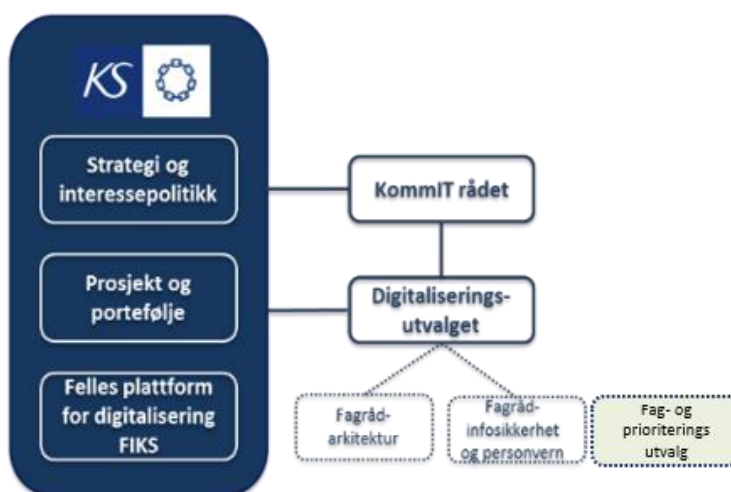 KS
Strategi og
interessepolitikk
KommIT rådet
Prosjekt og
portefølje
Digitaliserings-
utvalget
Felles plattform
for digitalisering
FIKS
Fagråd-
arkitektur
Fagråd-
infosikkerhet
og personvern
Fag- og
prioriterings
utvalg